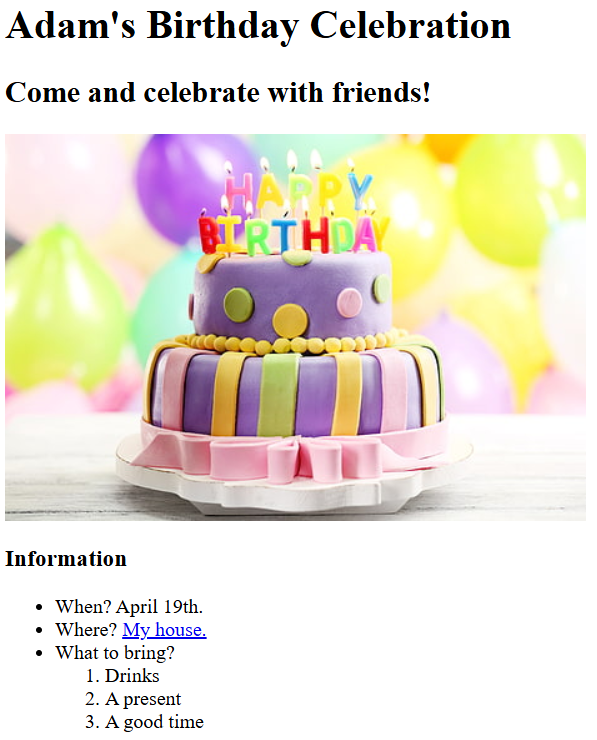 Adam's Birthday Celebration
Come and celebrate with friends!
HAPPY
BIRTHDAY
Information
When? April 19th.
Where? My house.
What to bring?
1. Drinks
2. A present
3. A good time